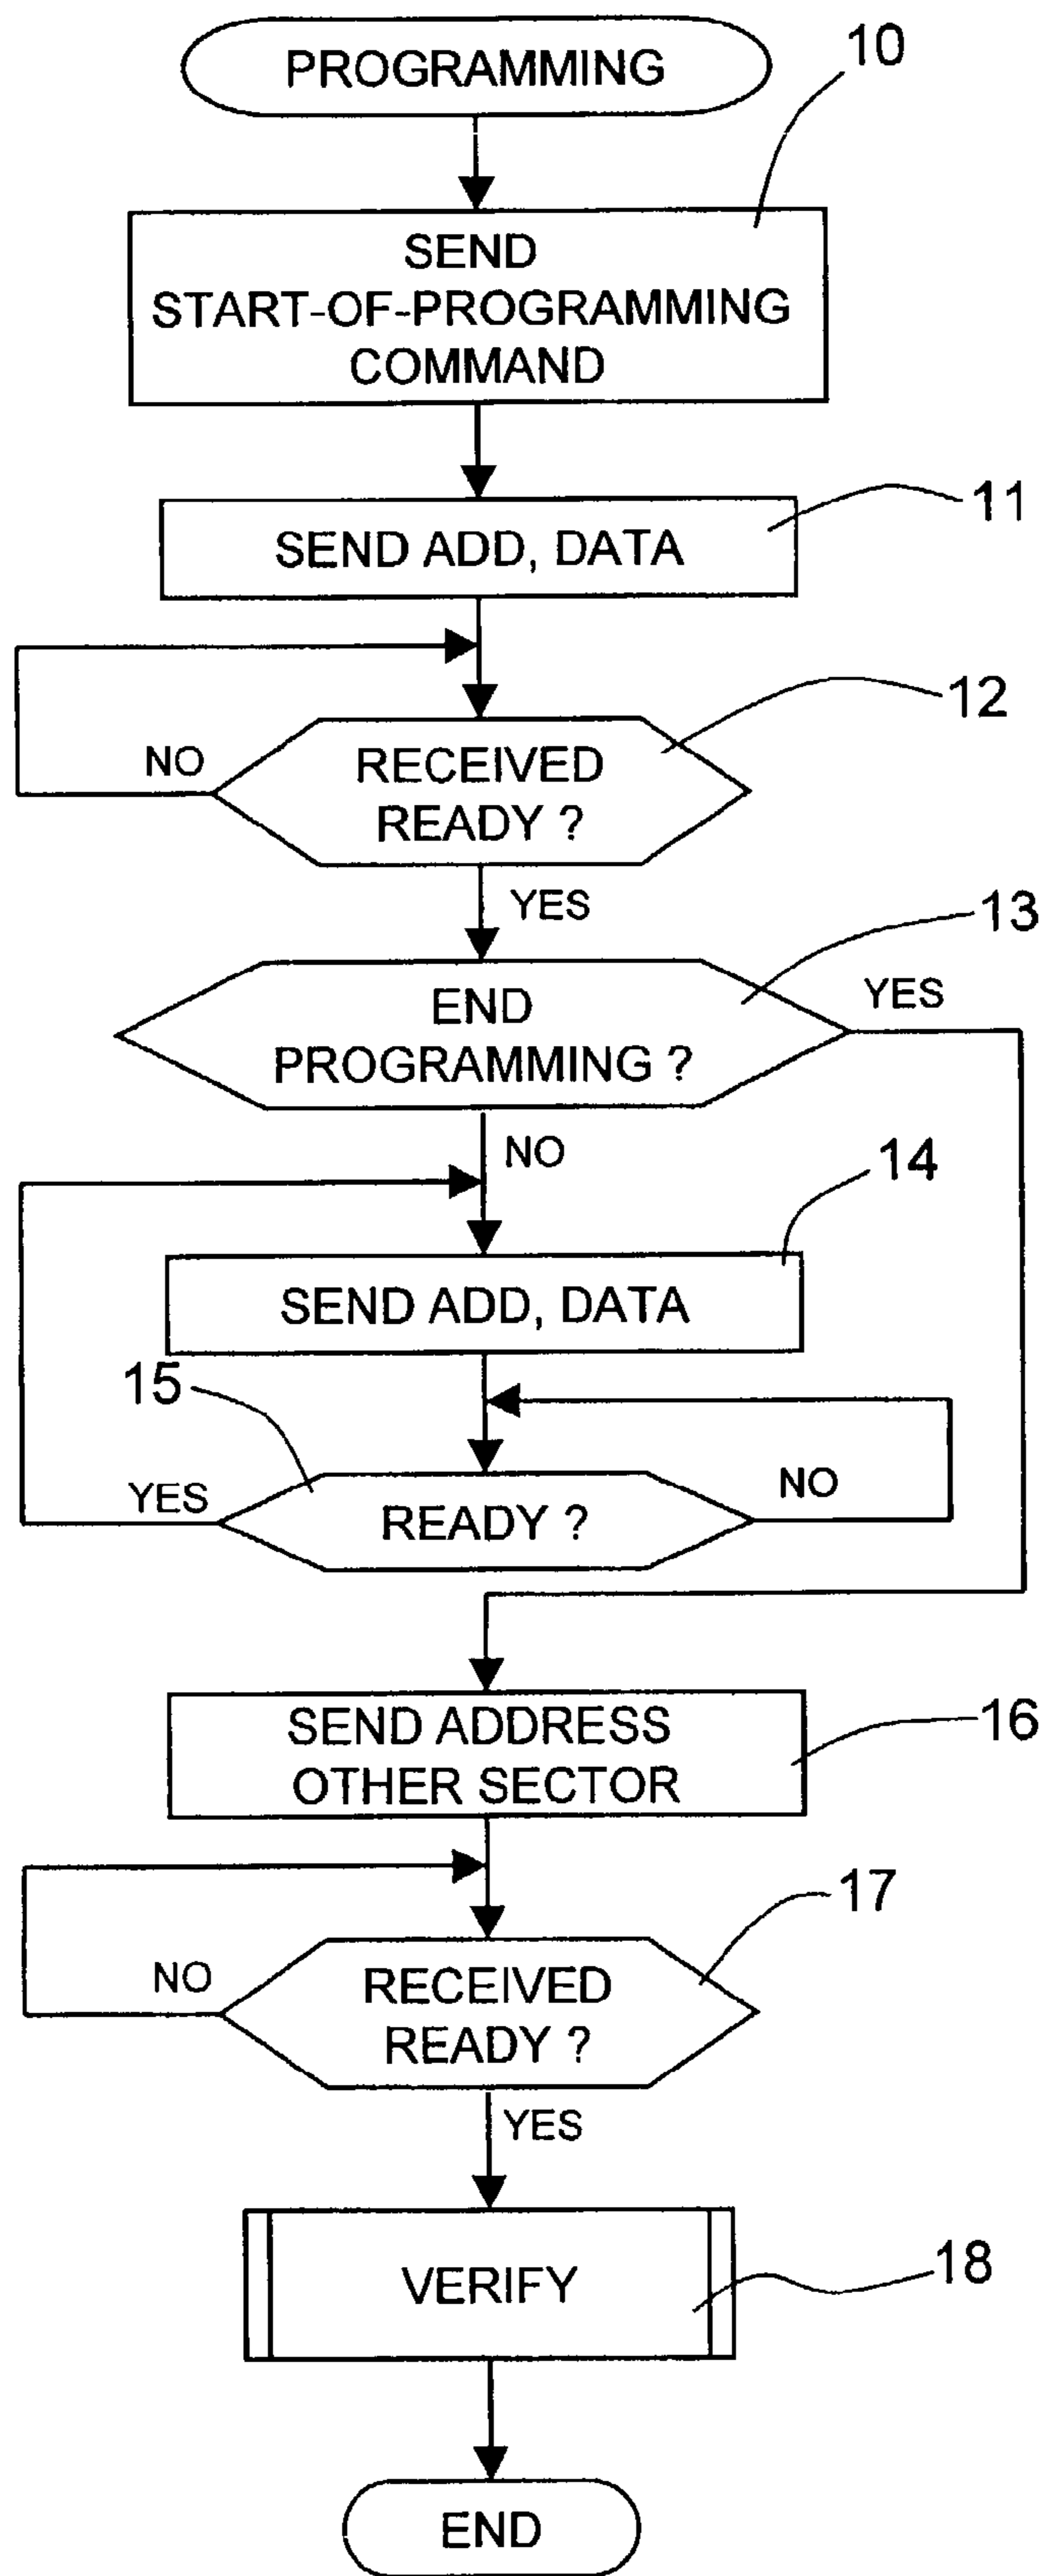 PROGRAMMING
10
SEND
START-OF-PROGRAMMING
COMMAND
11
SEND ADD, DATA
12
NO
RECEIVED
READY ?
YES
13
END
PROGRAMMING ?
YES
NO
14
SEND ADD, DATA
15
YES
READY ?
NO
SEND ADDRESS
OTHER SECTOR
16
17
NO
RECEIVED
READY ?
YES
VERIFY
18
END